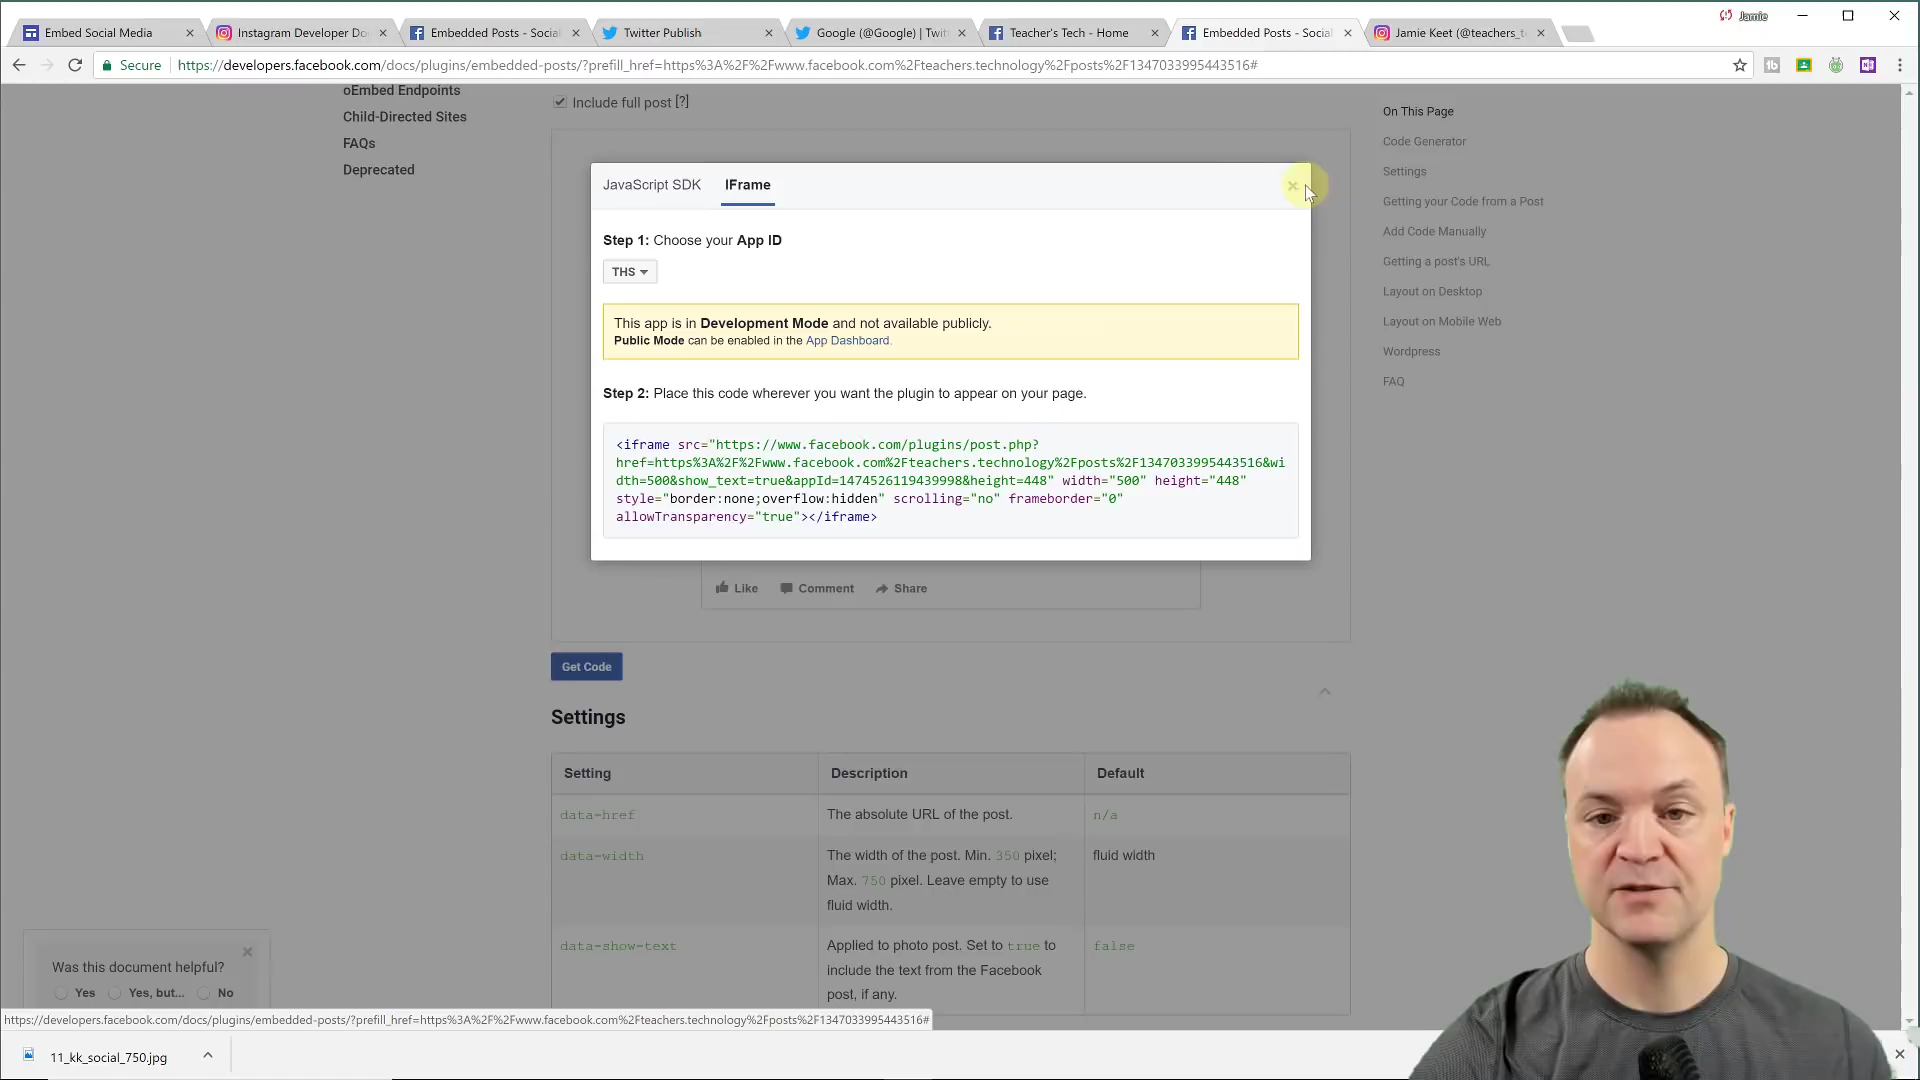 Jamie
Embed Social Media
Instagram Developer Do
Embedded Posts - Social
Twitter Publish
Google (@Google) | Twit
Teacher's Tech - Home
Embedded Posts - Social
Jamie Keet (@teachers_t
Secure https://developers.facebook.com/docs/plugins/embedded-posts/?prefill_href=https%3A%2F%2Fwww.facebook.com%2Fteachers.technology%2Fposts%2F1347033995443516#
oEmbed Endpoints
Child-Directed Sites
FAQs
Deprecated
Include full post [?]
JavaScript SDK IFrame
Step 1: Choose your App ID
THS
This app is in Development Mode and not available publicly.
Public Mode can be enabled in the App Dashboard.
Step 2: Place this code wherever you want the plugin to appear on your page.
<iframe src="https://www.facebook.com/plugins/post.php?
href=https%3A%2F%2Fwww.facebook.com%2Fteachers.technology%2Fposts%2F1347033995443516&wi
dth=500&show_text=true&appId=1474526119439998&height=448" width="500" height="448"
style="border:none;overflow:hidden" scrolling="no" frameborder="0"
allowTransparency="true"></iframe>
Like Comment Share
Get Code
Settings
Setting Description Default
data-href The absolute URL of the post. n/a
data-width The width of the post. Min. 350 pixel; fluid width
Max. 750 pixel. Leave empty to use
fluid width.
data-show-text Applied to photo post. Set to true to false
include the text from the Facebook
post, if any.
On This Page
Code Generator
Settings
Getting your Code from a Post
Add Code Manually
Getting a post's URL
Layout on Desktop
Layout on Mobile Web
Wordpress
FAQ
Was this document helpful?
Yes Yes, but... No
https://developers.facebook.com/docs/plugins/embedded-posts/?prefill_href=https%3A%2F%2Fwww.facebook.com%2Fteachers.technology%2Fposts%2F1347033995443516#
11_kk_social_750.jpg